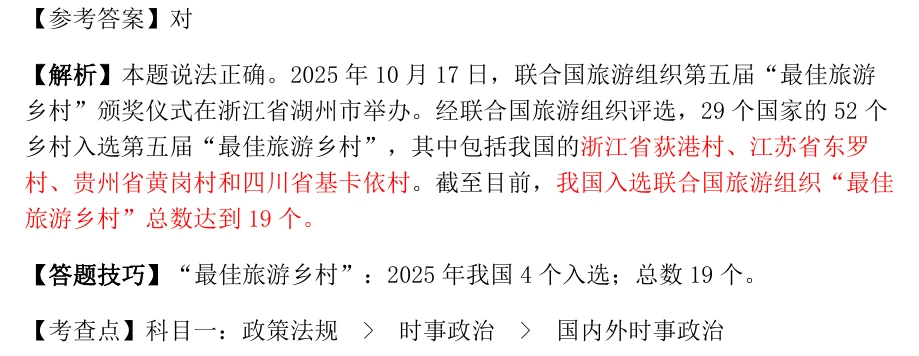 【参考答案】对
【解析】本题说法正确。2025 年 10 月 17 日，联合国旅游组织第五届“最佳旅游
乡村”颁奖仪式在浙江省湖州市举办。经联合国旅游组织评选，29 个国家的 52 个
乡村入选第五届“最佳旅游乡村”，其中包括我国的浙江省荻港村、江苏省东罗
村、贵州省黄岗村和四川省基卡依村。截至目前，我国入选联合国旅游组织“最佳
旅游乡村”总数达到 19 个。
【答题技巧】“最佳旅游乡村”：2025 年我国 4 个入选；总数 19 个。
【考查点】科目一：政策法规 > 时事政治 > 国内外时事政治